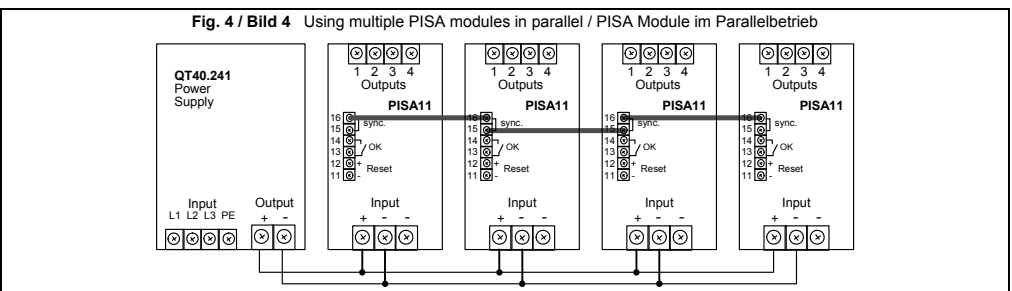 Fig. 4 / Bild 4 Using multiple PISA modules in parallel / PISA Module im Parallelbetrieb
QT40.241
Power
Supply
Input
L1 L2 L3 PE
Output
+ -
1 2 3 4
Outputs
PISA11
16
15
sync.
14
13
OK
12 +
11 -
Reset
Input
+ - -
1 2 3 4
Outputs
PISA11
16
15
sync.
14
13
OK
12 +
11 -
Reset
Input
+ - -
1 2 3 4
Outputs
PISA11
16
15
sync.
14
13
OK
12 +
11 -
Reset
Input
+ - -
1 2 3 4
Outputs
PISA11
16
15
sync.
14
13
OK
12 +
11 -
Reset
Input
+ - -